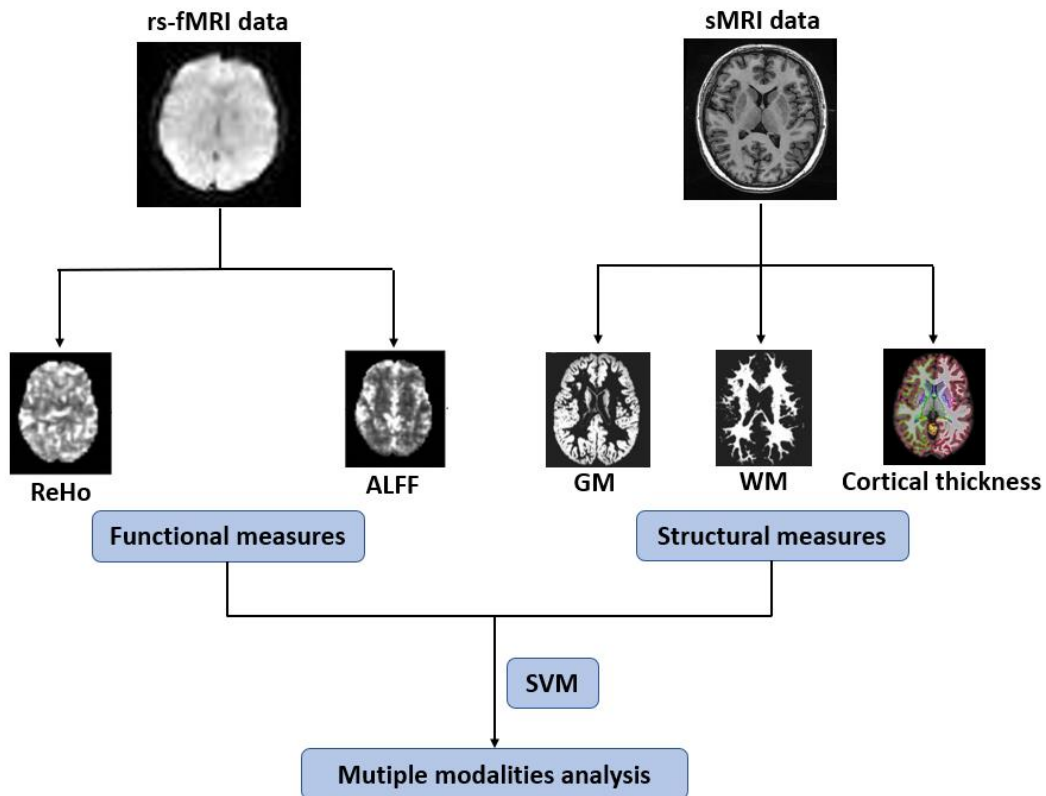 rs-fMRI data
sMRI data
ReHo
ALFF
GM
WM
Cortical thickness
Functional measures
Structural measures
SVM
Mutiple modalities analysis